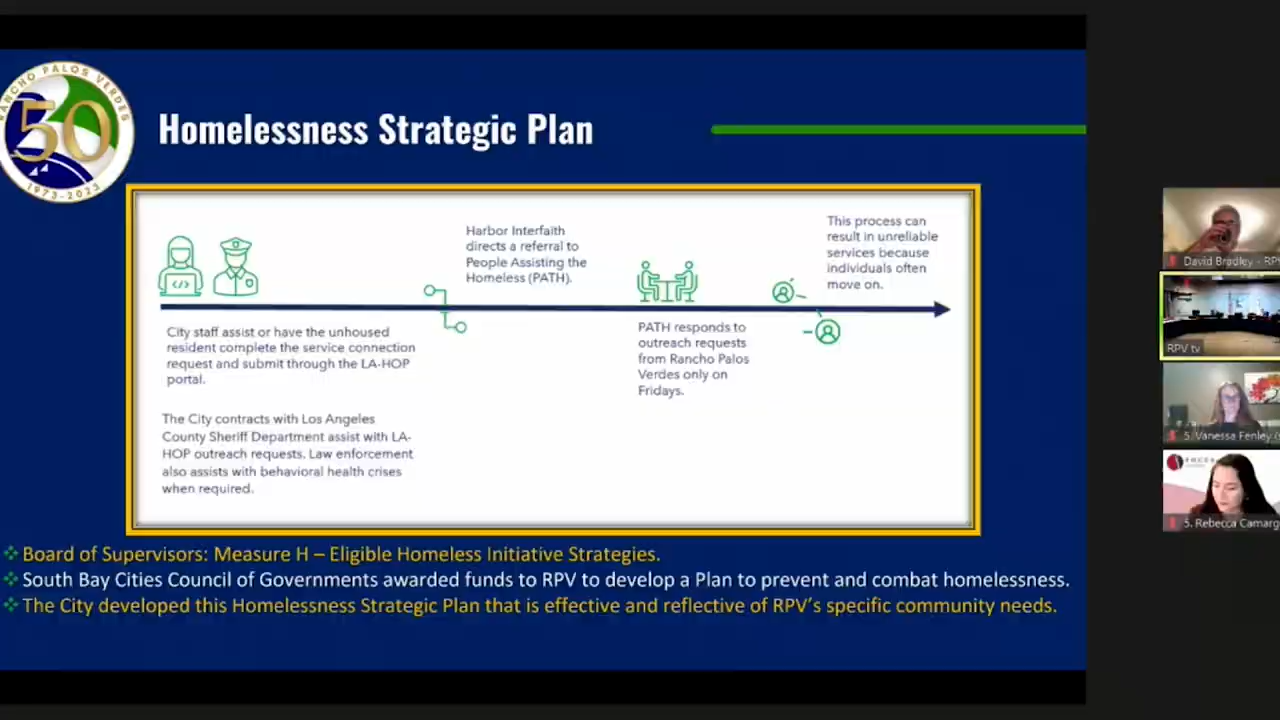 RANCHO PALOS VERDES
50
1973-2023
Homelessness Strategic Plan
City staff assist or have the unhoused
resident complete the service connection
request and submit through the LA-HOP
portal.
The City contracts with Los Angeles
County Sheriff Department assist with LA-
HOP outreach requests. Law enforcement
also assists with behavioral health crises
when required.
Harbor Interfaith
directs a referral to
People Assisting the
Homeless (PATH).
PATH responds to
outreach requests
from Rancho Palos
Verdes only on
Fridays.
This process can
result in unreliable
services because
individuals often
move on.
Board of Supervisors: Measure H – Eligible Homeless Initiative Strategies.
South Bay Cities Council of Governments awarded funds to RPV to develop a Plan to prevent and combat homelessness.
The City developed this Homelessness Strategic Plan that is effective and reflective of RPV's specific community needs.
David Bradley - RPV
RPV tv
5. Vanessa Fenley
5. Rebecca Camarg